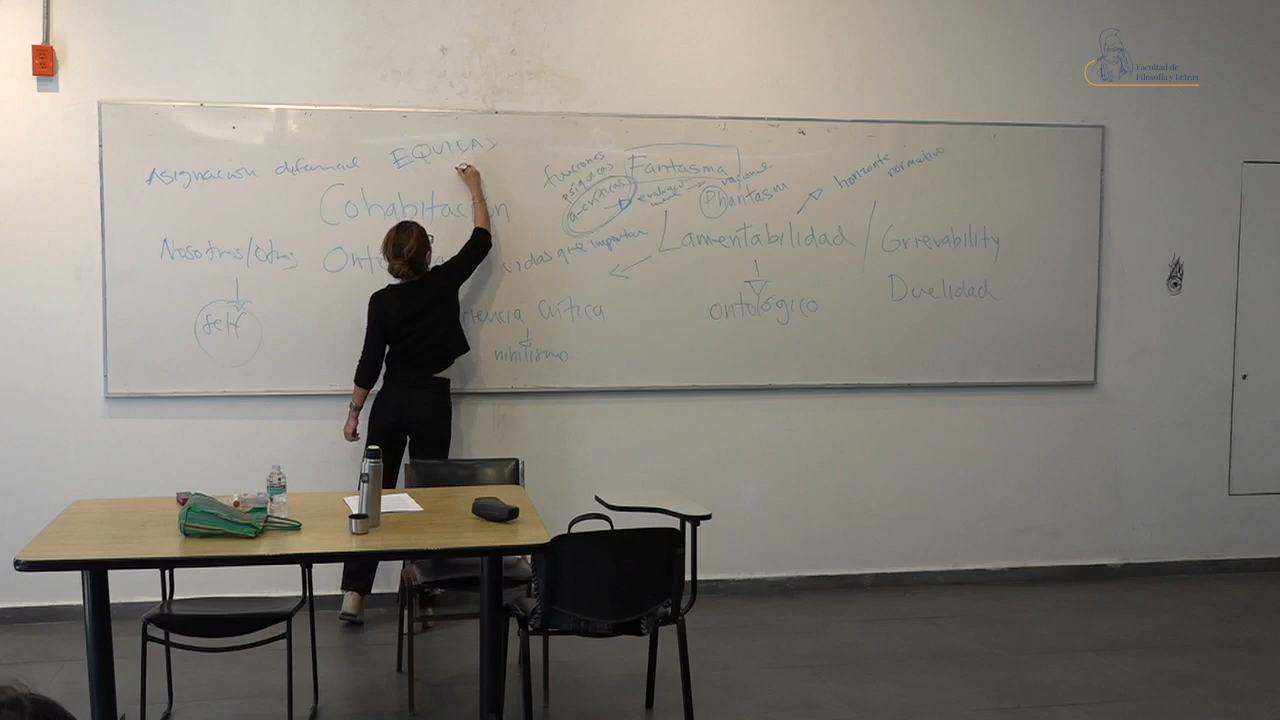 Facultad de
Filosofía y Letras
Asignación diferencial
Cohabitación
Nosotros/Otros
self
vidas que importan
crítica
nihilismo
funciones
psíquicas
a-críticas
Fantasma
Phantasm
Lamentabilidad / Grievability
ontológico
Duelidad
horizonte
normativo